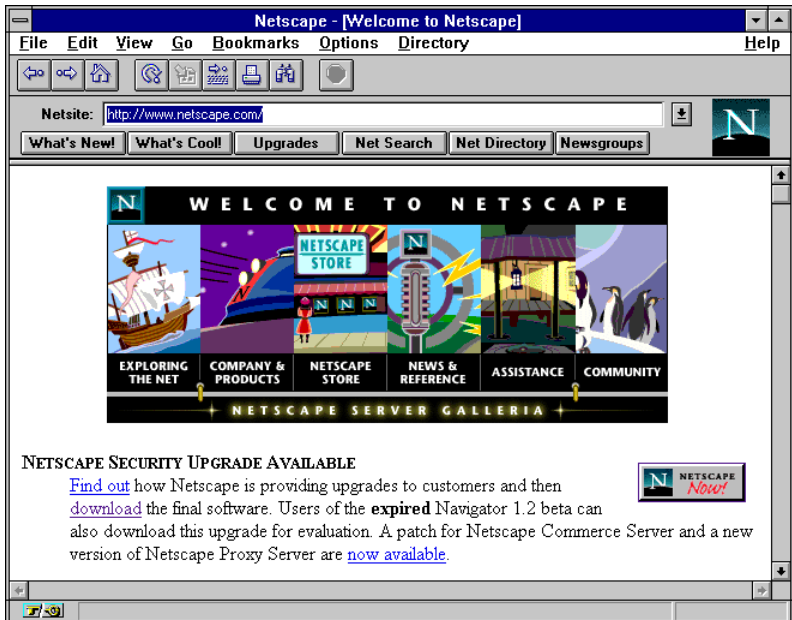 Netscape - [Welcome to Netscape]
File Edit View Go Bookmarks Options Directory Help
Netsite: http://www.netscape.com/
N
What's New! What's Cool! Upgrades Net Search Net Directory Newsgroups
N WELCOME TO NETSCAPE
NETSCAPE
STORE
N
N N N
EXPLORING
THE NET
COMPANY &
PRODUCTS
NETSCAPE
STORE
NEWS &
REFERENCE
ASSISTANCE
COMMUNITY
NETSCAPE SERVER GALLERIA
NETSCAPE SECURITY UPGRADE AVAILABLE
N NETSCAPE
Now!
Find out how Netscape is providing upgrades to customers and then
download the final software. Users of the expired Navigator 1.2 beta can
also download this upgrade for evaluation. A patch for Netscape Commerce Server and a new
version of Netscape Proxy Server are now available.